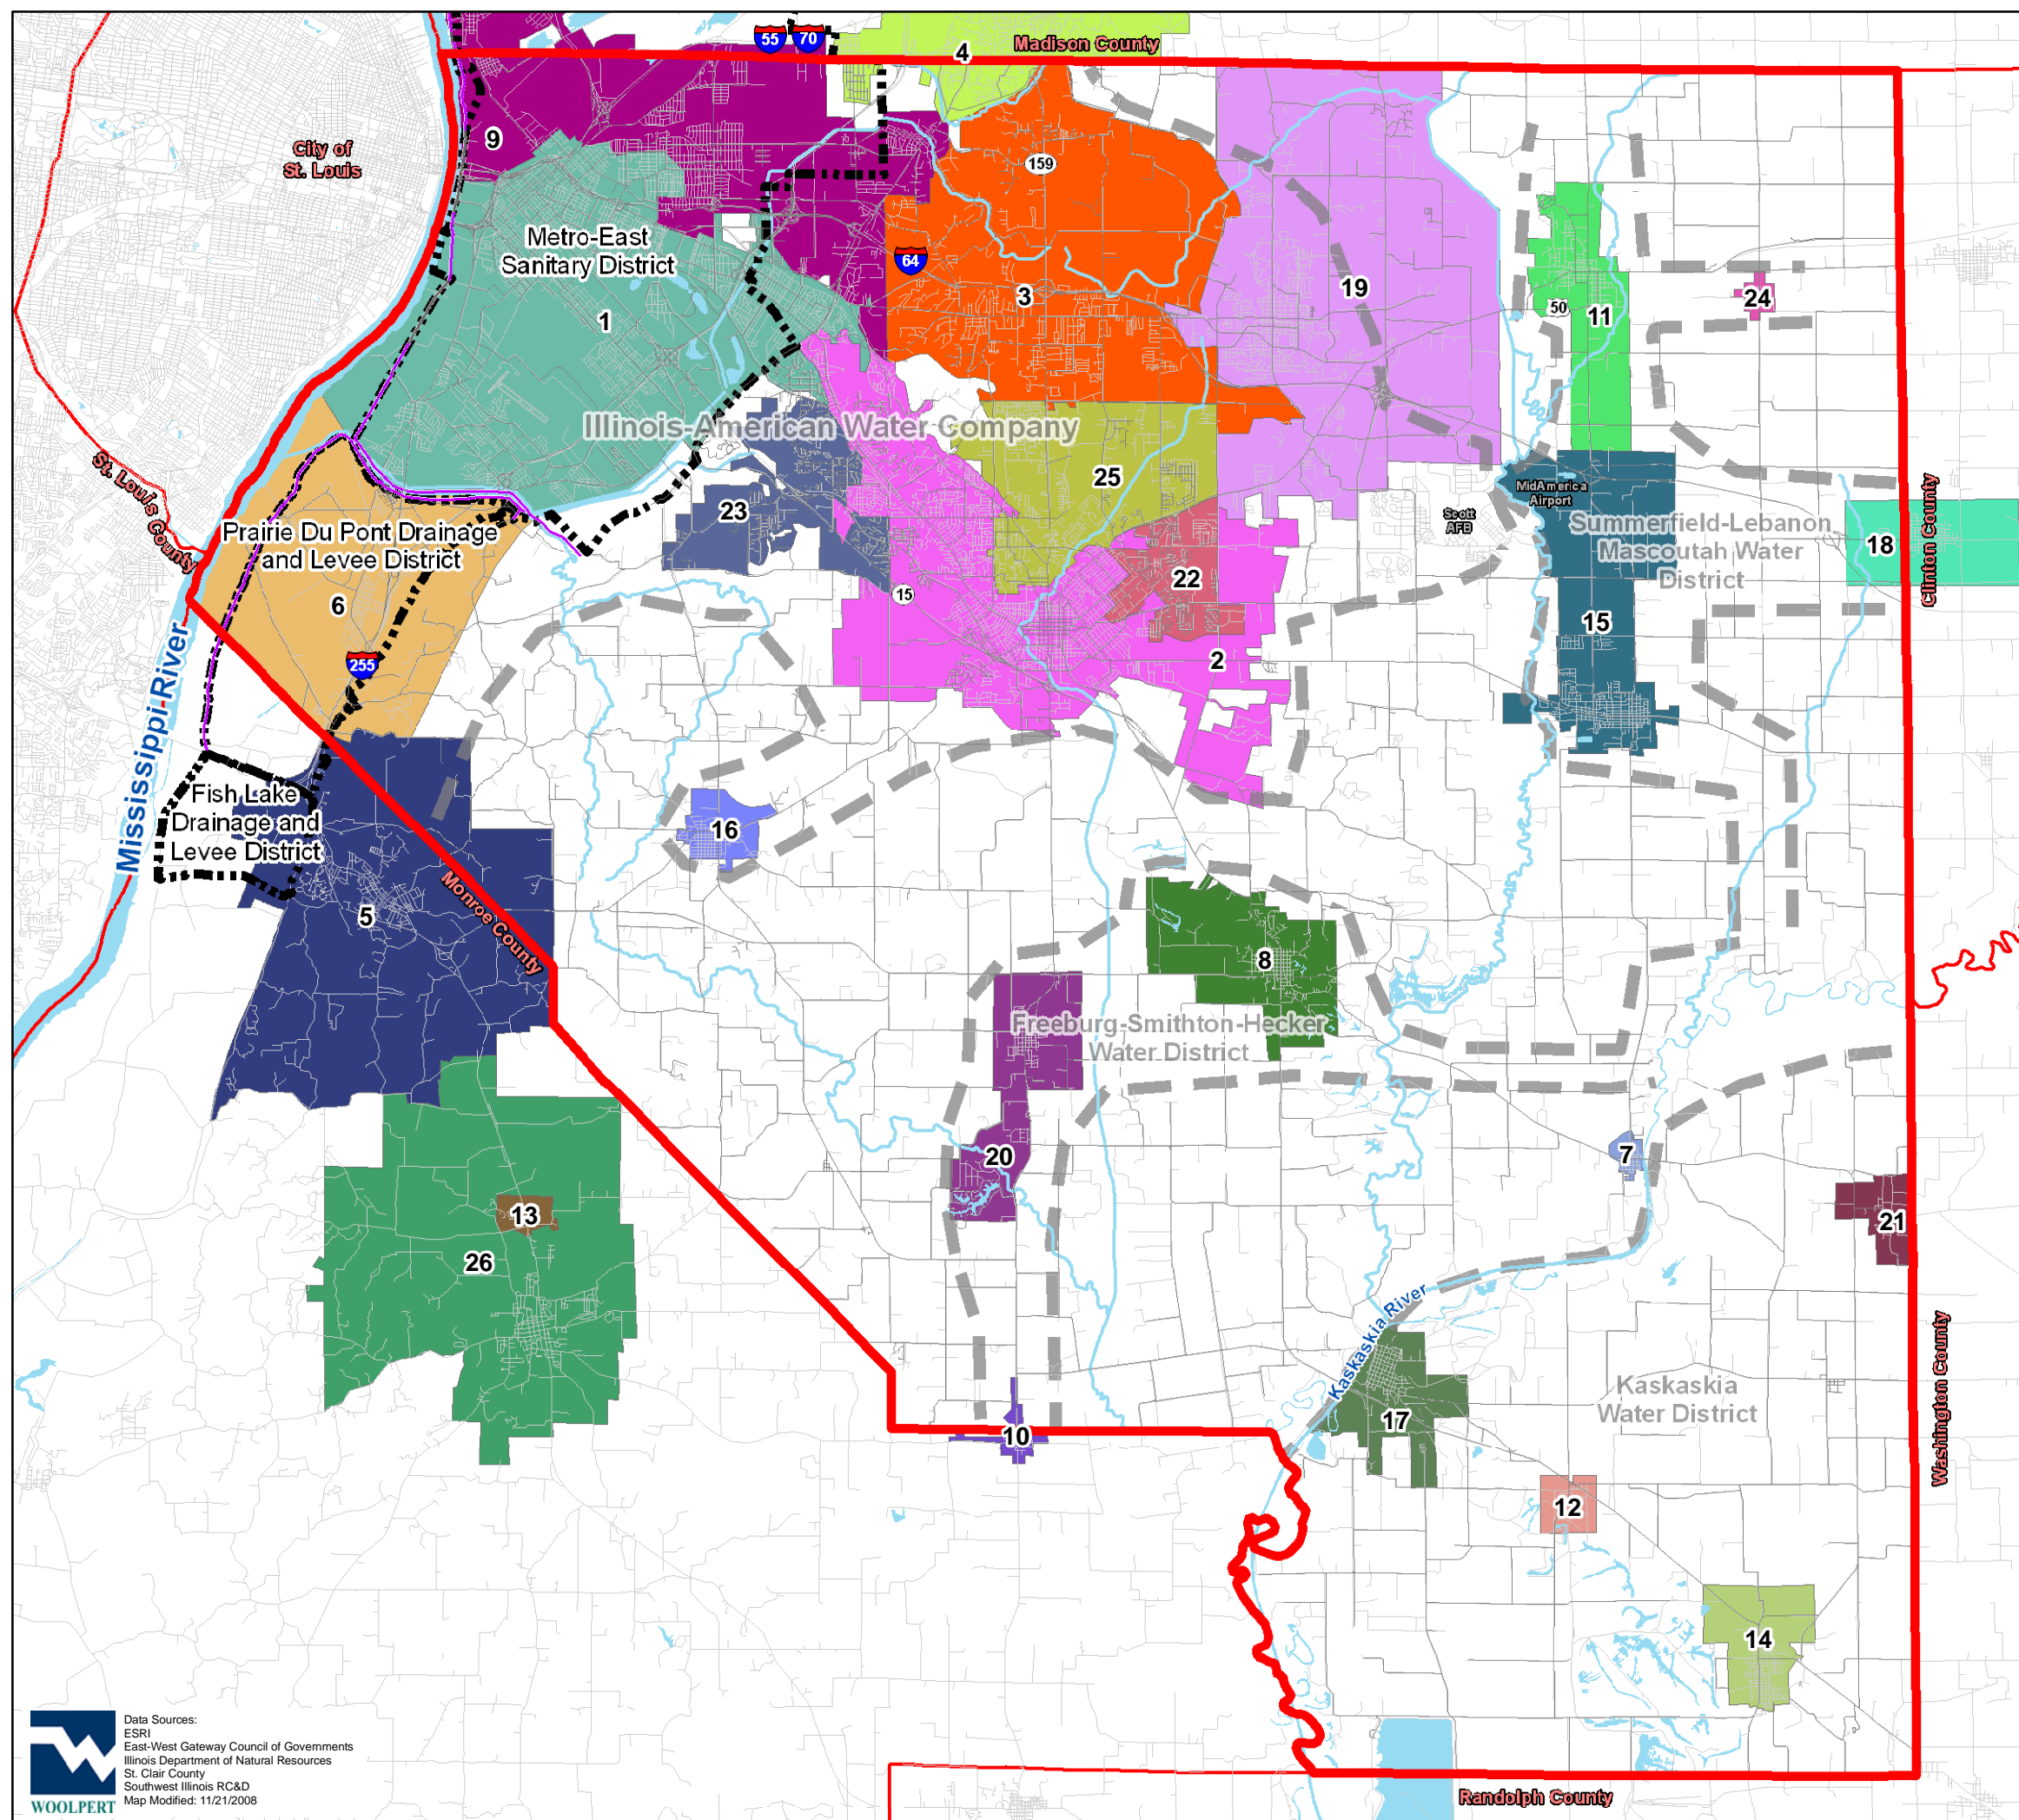 55
70
4
Madison County
9
City of
St. Louis
159
Metro-East
Sanitary District
64
1
3
19
24
50
11
Illinois-American Water Company
St. Louis County
25
23
MidAmerica
Airport
Scott
AFB
Summerfield-Lebanon
Mascoutah Water
District
18
Clinton County
Prairie Du Pont Drainage
and Levee District
6
22
15
15
2
255
Mississippi River
Fish Lake
Drainage and
Levee District
16
5
Monroe County
8
Freeburg-Smithton-Hecker
Water District
20
7
13
21
26
Kaskaskia River
Washington County
Kaskaskia
Water District
17
10
12
14
Data Sources:
ESRI
East-West Gateway Council of Governments
Illinois Department of Natural Resources
St. Clair County
Southwest Illinois RC&D
Map Modified: 11/21/2008
WOOLPERT
Randolph County